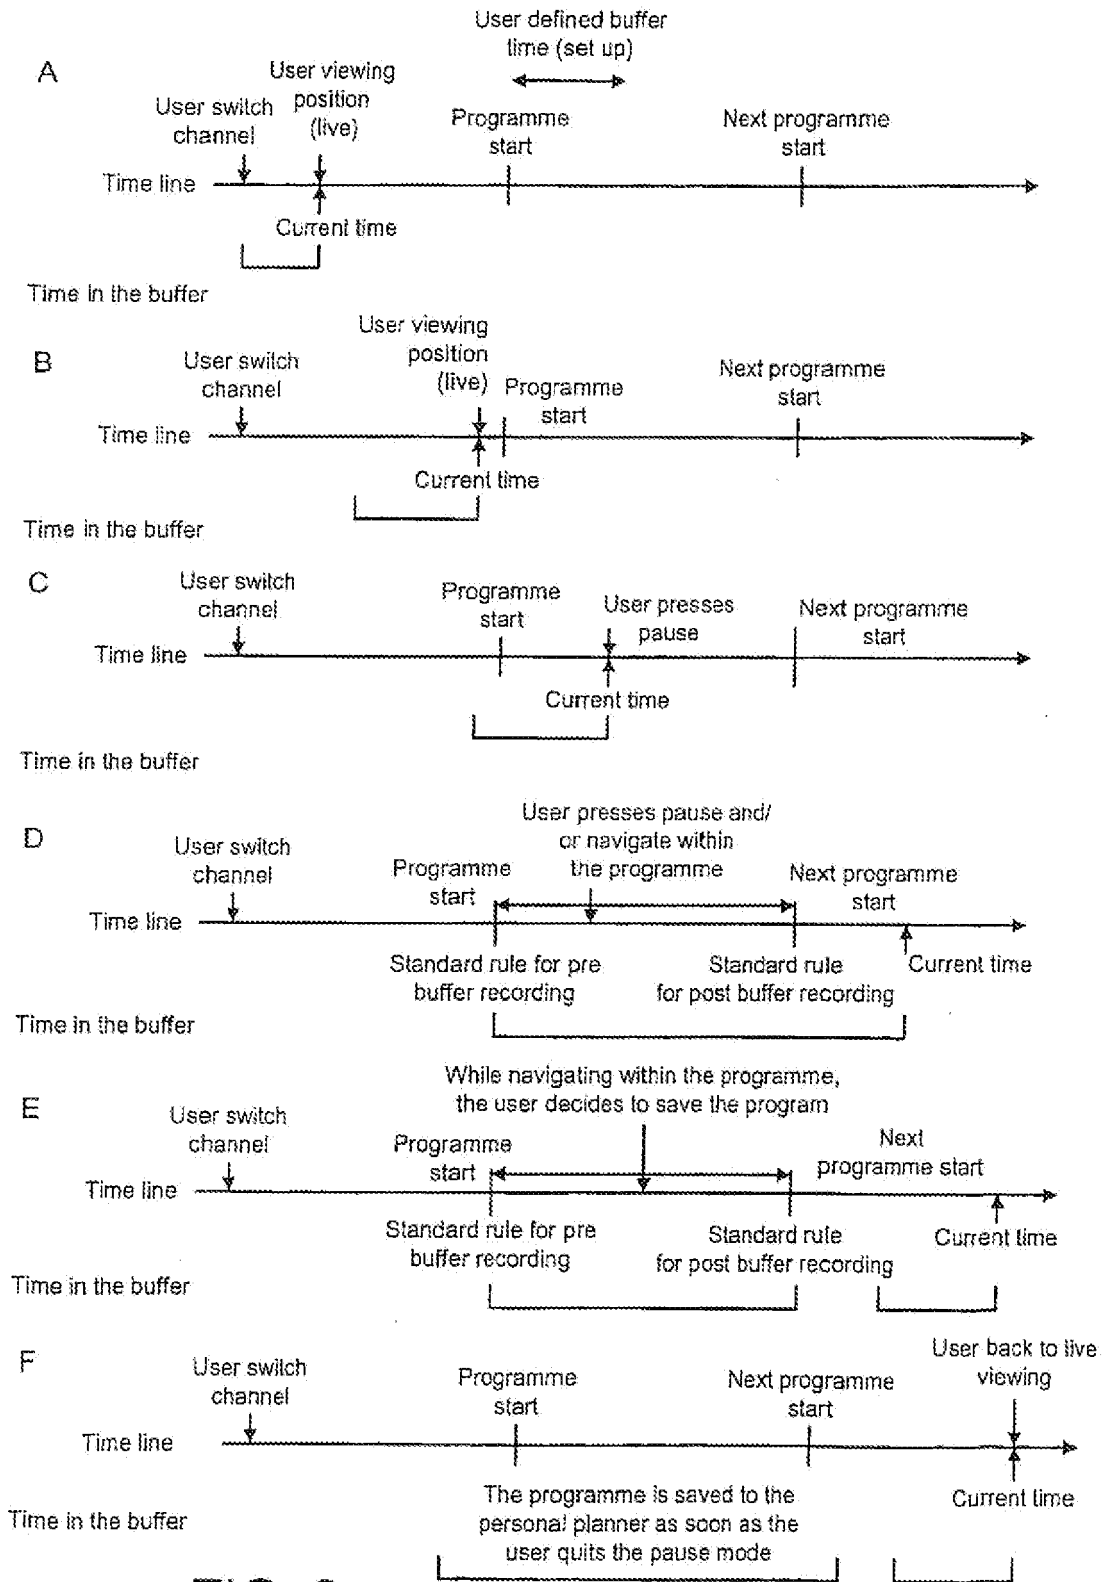 User defined buffer
time (set up)
A
User viewing
position
(live)
User switch
channel
Programme
start
Next programme
start
Time line
Current time
Time in the buffer
User viewing
position
(live)
B
User switch
channel
Programme
start
Next programme
start
Time line
Current time
Time in the buffer
C
User switch
channel
Programme
start
User presses
pause
Next programme
start
Time line
Current time
Time in the buffer
User presses pause and/
or navigate within
the programme
D
User switch
channel
Programme
start
Next programme
start
Time line
Standard rule for pre
buffer recording
Standard rule
for post buffer recording
Current time
Time in the buffer
While navigating within the programme,
the user decides to save the program
E
User switch
channel
Programme
start
Next
programme start
Time line
Standard rule for pre
buffer recording
Standard rule
for post buffer recording
Current time
Time in the buffer
F
User switch
channel
Programme
start
Next programme
start
User back to live
viewing
Time line
Current time
The programme is saved to the
personal planner as soon as the
user quits the pause mode
Time in the buffer